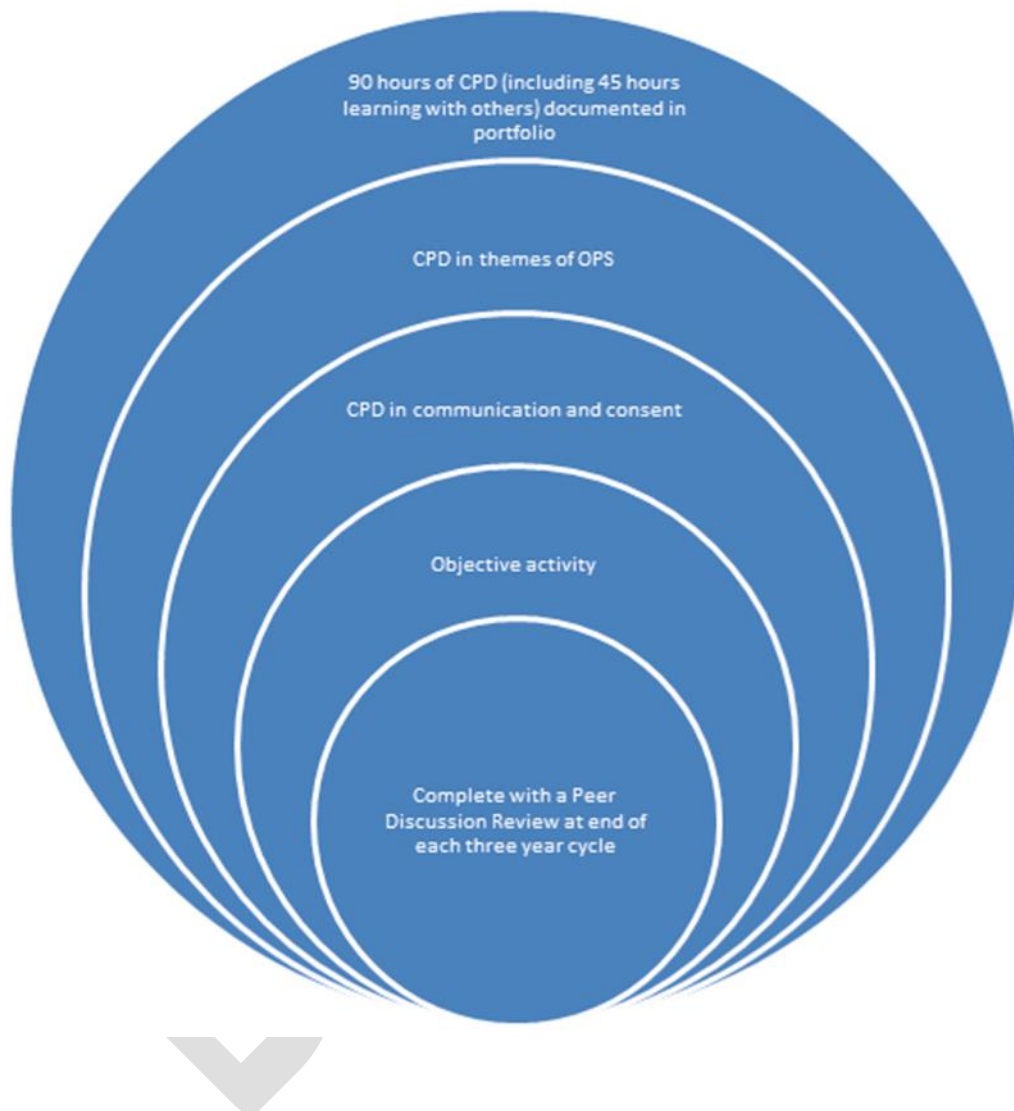 90 hours of CPD (including 45 hours
learning with others) documented in
portfolio
CPD in themes of OPS
CPD in communication and consent
Objective activity
Complete with a Peer
Discussion Review at end of
each three year cycle